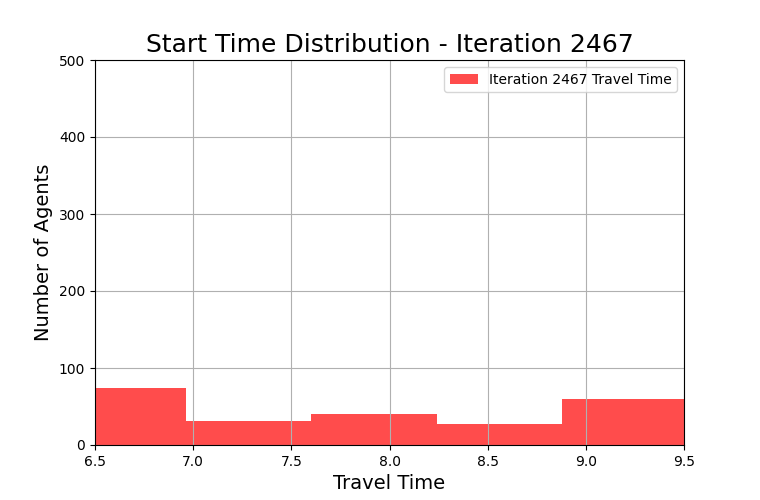 Start Time Distribution - Iteration 2467
Iteration 2467 Travel Time
Number of Agents
500
400
300
200
100
0
6.5 7.0 7.5 8.0 8.5 9.0 9.5
Travel Time